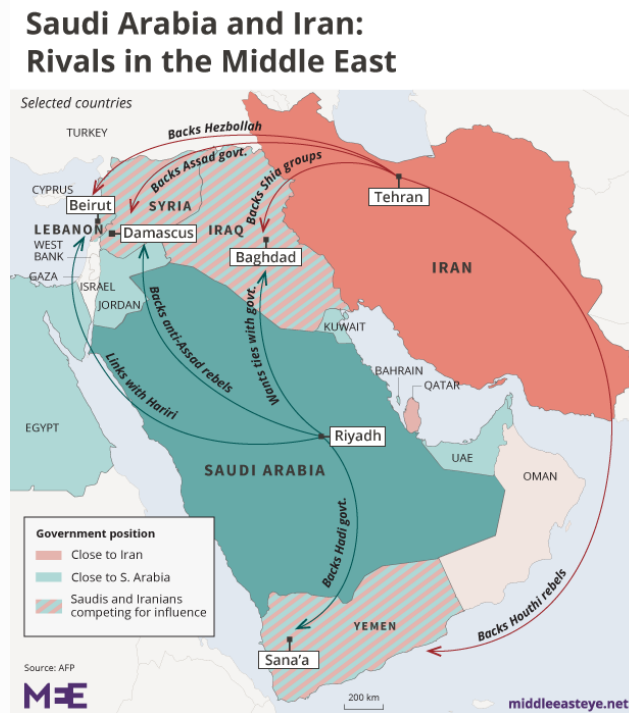 Saudi Arabia and Iran:
Rivals in the Middle East
Selected countries
TURKEY
Backs Hezbollah
Backs Assad govt.
Backs Shia groups
CYPRUS
Beirut
SYRIA
Tehran
LEBANON
Damascus
IRAQ
WEST
BANK
Baghdad
IRAN
GAZA
ISRAEL
JORDAN
KUWAIT
Backs anti-Assad rebels
Wants ties with govt.
Links with Hariri
BAHRAIN
QATAR
EGYPT
Riyadh
UAE
SAUDI ARABIA
OMAN
Backs Hadi govt.
Government position
Close to Iran
Close to S. Arabia
Saudis and Iranians
competing for influence
Backs Houthi rebels
YEMEN
Sana’a
Source: AFP
MEE
200 km
middleeasteye.net